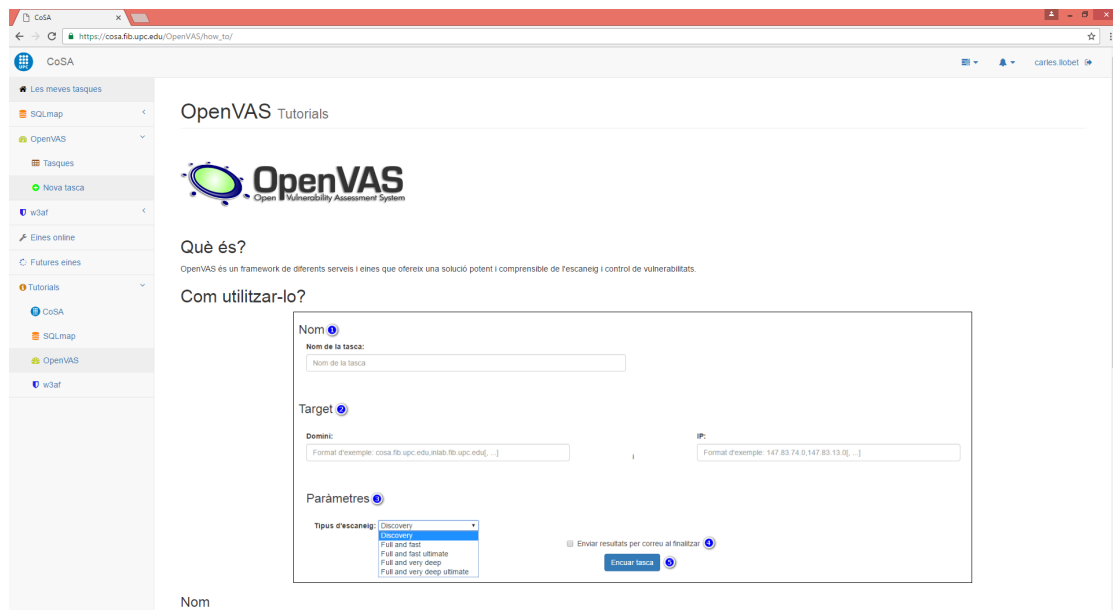 CoSA
https://cosa.fib.upc.edu/OpenVAS/how_to/
UPC
CoSA
carles.llobet
Les meves tasques
SQLmap
OpenVAS
Tasques
Nova tasca
w3af
Eines online
Futures eines
Tutorials
CoSA
SQLmap
OpenVAS
w3af
OpenVAS Tutorials
OpenVAS
Open Vulnerability Assessment System
Què és?
OpenVAS és un framework de diferents serveis i eines que ofereix una solució potent i comprensible de l'escaneig i control de vulnerabilitats.
Com utilitzar-lo?
Nom 1
Nom de la tasca:
Nom de la tasca
Target 2
Domini:
Format d'exemple: cosa.fib.upc.edu,inlab.fib.upc.edu[, ...]
i
IP:
Format d'exemple: 147.83.74.0,147.83.13.0[, ...]
Paràmetres 3
Tipus d'escaneig: Discovery
Discovery
Full and fast
Full and fast ultimate
Full and very deep
Full and very deep ultimate
Enviar resultats per correu al finalitzar 4
Encuar tasca 5
Nom